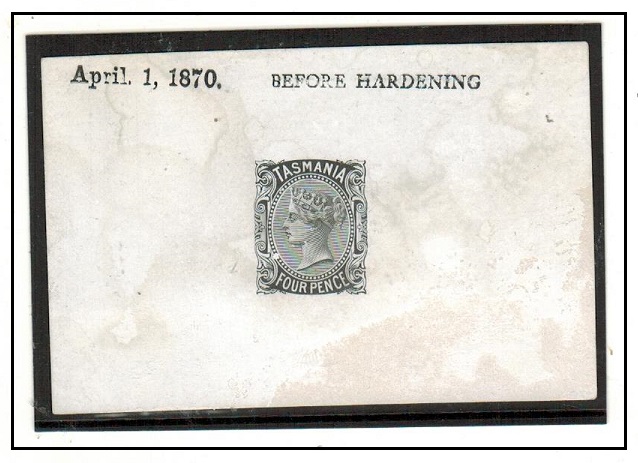 April. 1, 1870. BEFORE HARDENING
TASMANIA
FOUR PENCE